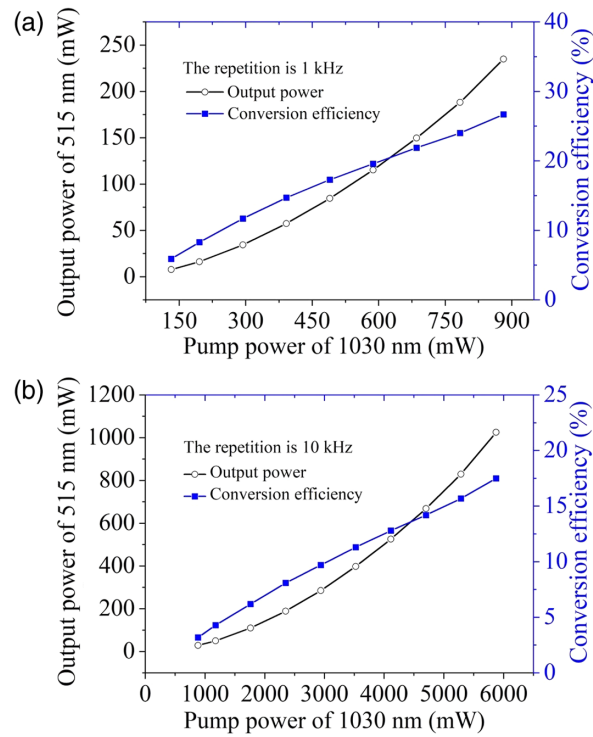 (a)
Output power of 515 nm (mW)
250
200
150
100
50
0
The repetition is 1 kHz
Output power
Conversion efficiency
40
30
20
10
0
Conversion efficiency (%)
150 300 450 600 750 900
Pump power of 1030 nm (mW)
(b)
Output power of 515 nm (mW)
1200
1000
800
600
400
200
0
The repetition is 10 kHz
Output power
Conversion efficiency
25
20
15
10
5
0
Conversion efficiency (%)
0 1000 2000 3000 4000 5000 6000
Pump power of 1030 nm (mW)